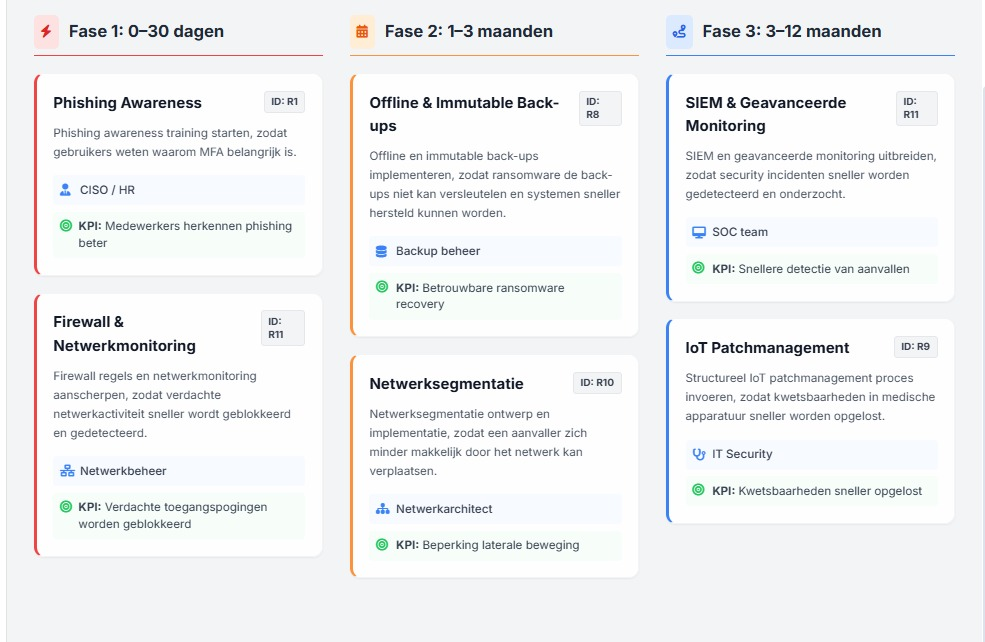 Fase 1: 0–30 dagen
Phishing Awareness
ID: R1
Phishing awareness training starten, zodat
gebruikers weten waarom MFA belangrijk is.
CISO / HR
KPI: Medewerkers herkennen phishing
beter
Firewall &
Netwerkmonitoring
ID:
R11
Firewall regels en netwerkmonitoring
aanscherpen, zodat verdachte
netwerkactiviteit sneller wordt geblokkeerd
en gedetecteerd.
Netwerkbeheer
KPI: Verdachte toegangspogingen
worden geblokkeerd
Fase 2: 1–3 maanden
Offline & Immutable Back-
ups
ID:
R8
Offline en immutable back-ups
implementeren, zodat ransomware de back-
ups niet kan versleutelen en systemen sneller
hersteld kunnen worden.
Backup beheer
KPI: Betrouwbare ransomware
recovery
Netwerksegmentatie
ID: R10
Netwerksegmentatie ontwerp en
implementatie, zodat een aanvaller zich
minder makkelijk door het netwerk kan
verplaatsen.
Netwerkarchitect
KPI: Beperking laterale beweging
Fase 3: 3–12 maanden
SIEM & Geavanceerde
Monitoring
ID:
R11
SIEM en geavanceerde monitoring uitbreiden,
zodat security incidenten sneller worden
gedetecteerd en onderzocht.
SOC team
KPI: Snellere detectie van aanvallen
IoT Patchmanagement
ID: R9
Structureel IoT patchmanagement proces
invoeren, zodat kwetsbaarheden in medische
apparatuur sneller worden opgelost.
IT Security
KPI: Kwetsbaarheden sneller opgelost